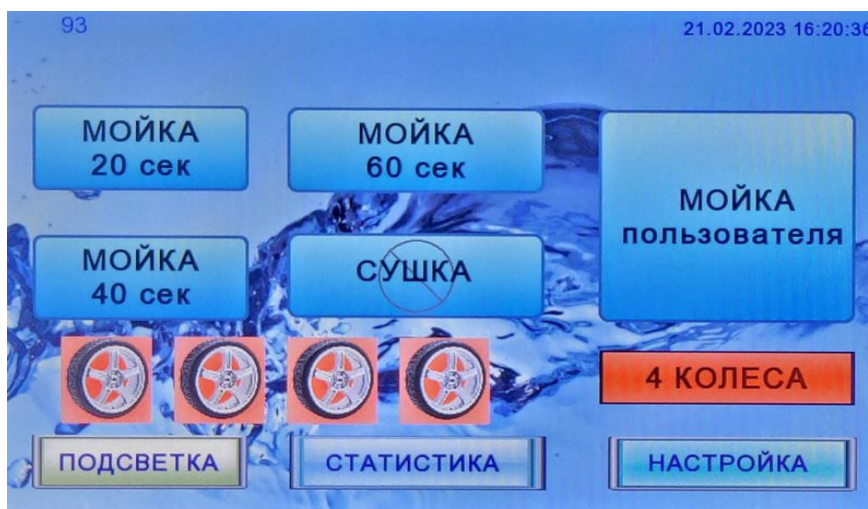 93
21.02.2023 16:20:36
МОЙКА
20 сек
МОЙКА
60 сек
МОЙКА
пользователя
МОЙКА
40 сек
СУШКА
4 КОЛЕСА
ПОДСВЕТКА
СТАТИСТИКА
НАСТРОЙКА